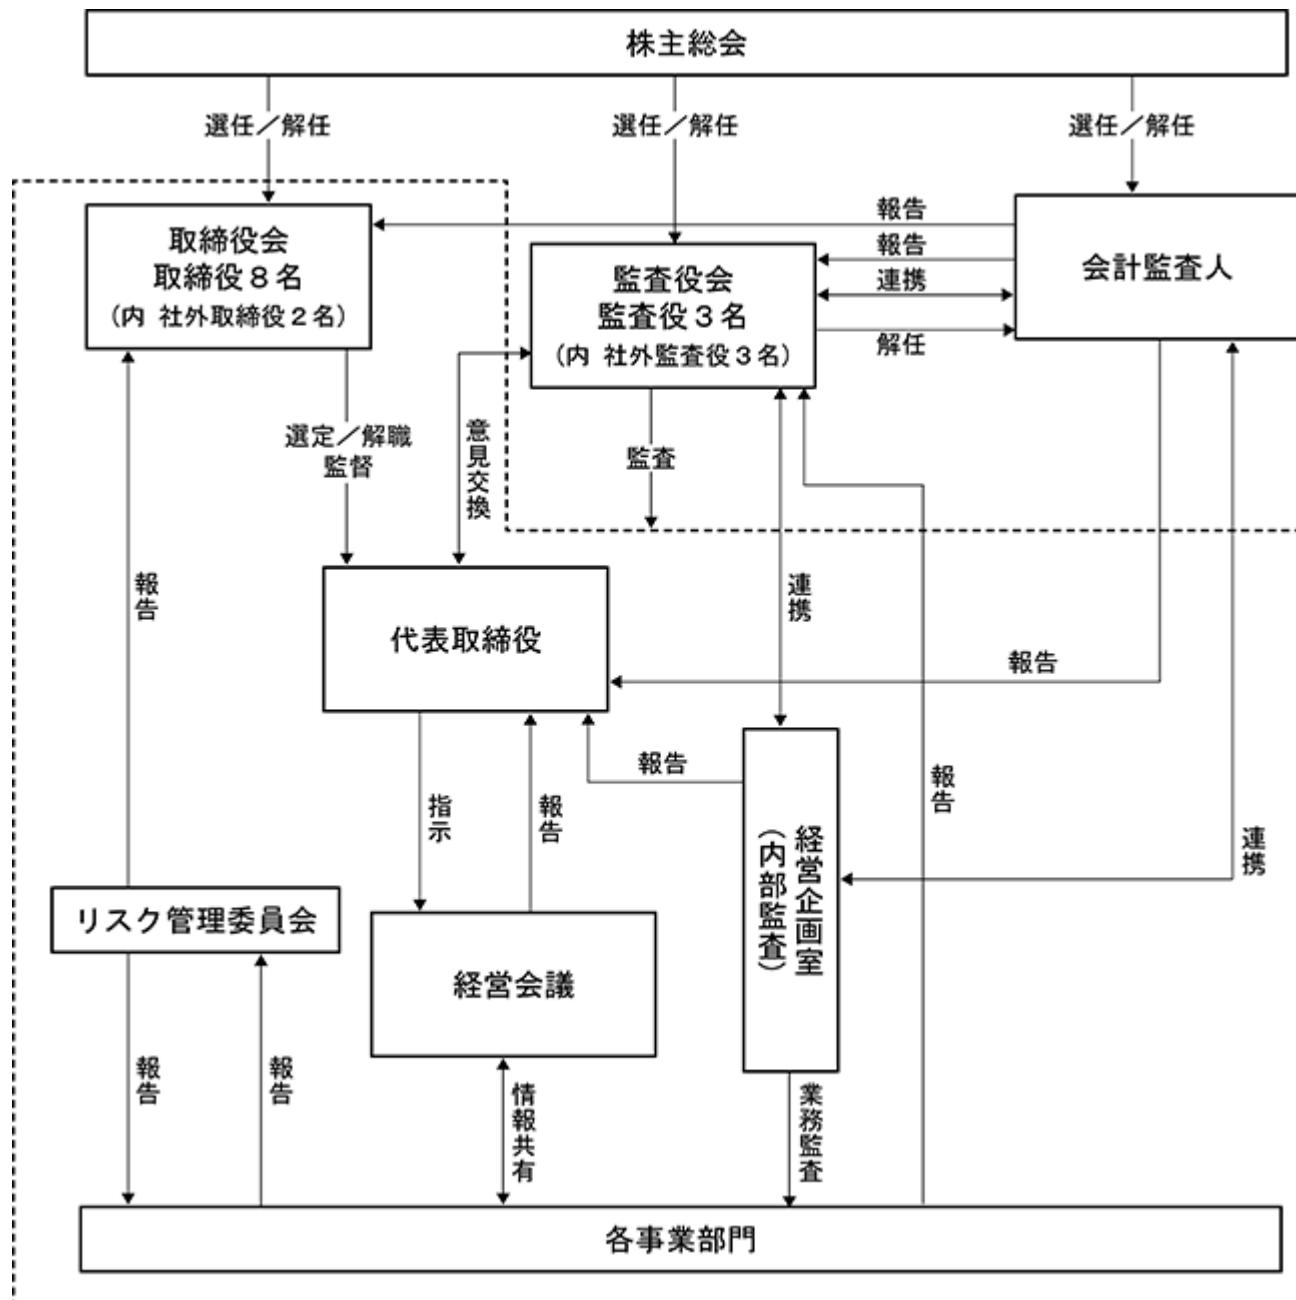 株主総会
選任／解任
選任／解任
選任／解任
取締役会
取締役８名
（内 社外取締役２名）
監査役会
監査役３名
（内 社外監査役３名）
会計監査人
報告
報告
連携
解任
選定／解職
監督
意見交換
監査
報告
代表取締役
連携
報告
報告
指示
報告
報告
経営企画室
（内部監査）
連携
リスク管理委員会
経営会議
報告
報告
情報共有
業務監査
各事業部門